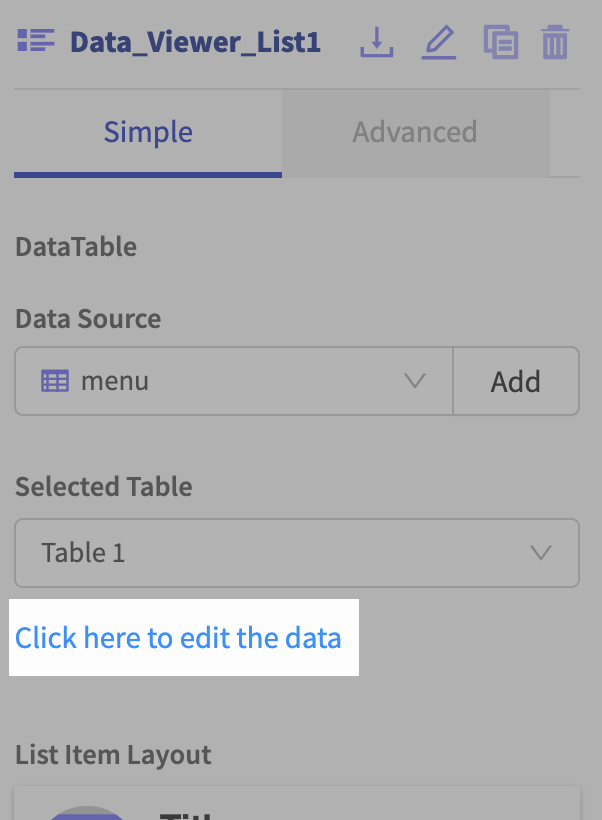 Data_Viewer_List1
Simple
Advanced
DataTable
Data Source
menu
Add
Selected Table
Table 1
Click here to edit the data
List Item Layout